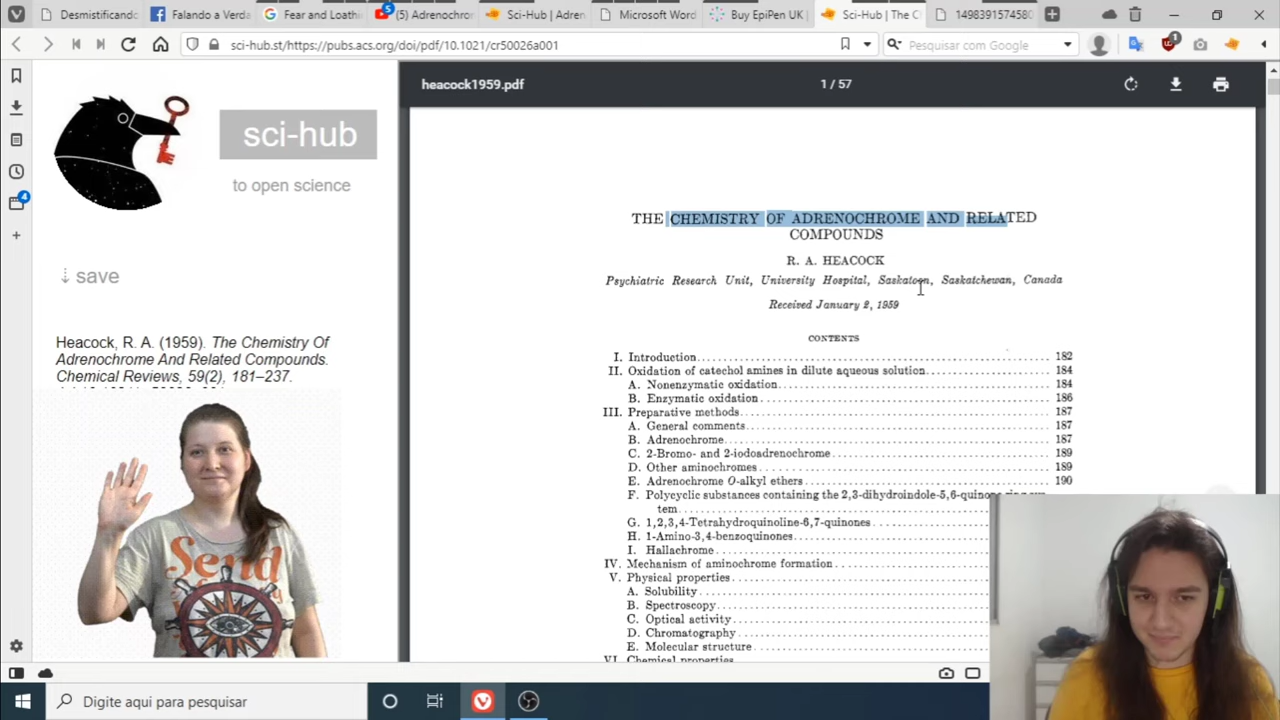 Desmistificando
Falando a Verda
Fear and Loathi
5
(5) Adrenochro
Sci-Hub | Adren
Microsoft Word
Buy EpiPen UK |
Sci-Hub | The C
1498391574580
sci-hub.st/https://pubs.acs.org/doi/pdf/10.1021/cr50026a001
Pesquisar com Google
1
4
sci-hub
to open science
⇣ save
Heacock, R. A. (1959). The Chemistry Of
Adrenochrome And Related Compounds.
Chemical Reviews, 59(2), 181–237.
Send
heacock1959.pdf
1 / 57
THE CHEMISTRY OF ADRENOCHROME AND RELATED
COMPOUNDS
R. A. HEACOCK
Psychiatric Research Unit, University Hospital, Saskatoon, Saskatchewan, Canada
Received January 2, 1959
CONTENTS
I. Introduction 182
II. Oxidation of catechol amines in dilute aqueous solution 184
A. Nonenzymatic oxidation 184
B. Enzymatic oxidation 186
III. Preparative methods 187
A. General comments 187
B. Adrenochrome 187
C. 2-Bromo- and 2-iodoadrenochrome 189
D. Other aminochromes 189
E. Adrenochrome O-alkyl ethers 190
F. Polycyclic substances containing the 2,3-dihydroindole-5,6-quinone ring sys-
tem
G. 1,2,3,4-Tetrahydroquinoline-6,7-quinones
H. 1-Amino-3,4-benzoquinones
I. Hallachrome
IV. Mechanism of aminochrome formation
V. Physical properties
A. Solubility
B. Spectroscopy
C. Optical activity
D. Chromatography
E. Molecular structure
VI. Chemical properties
Digite aqui para pesquisar